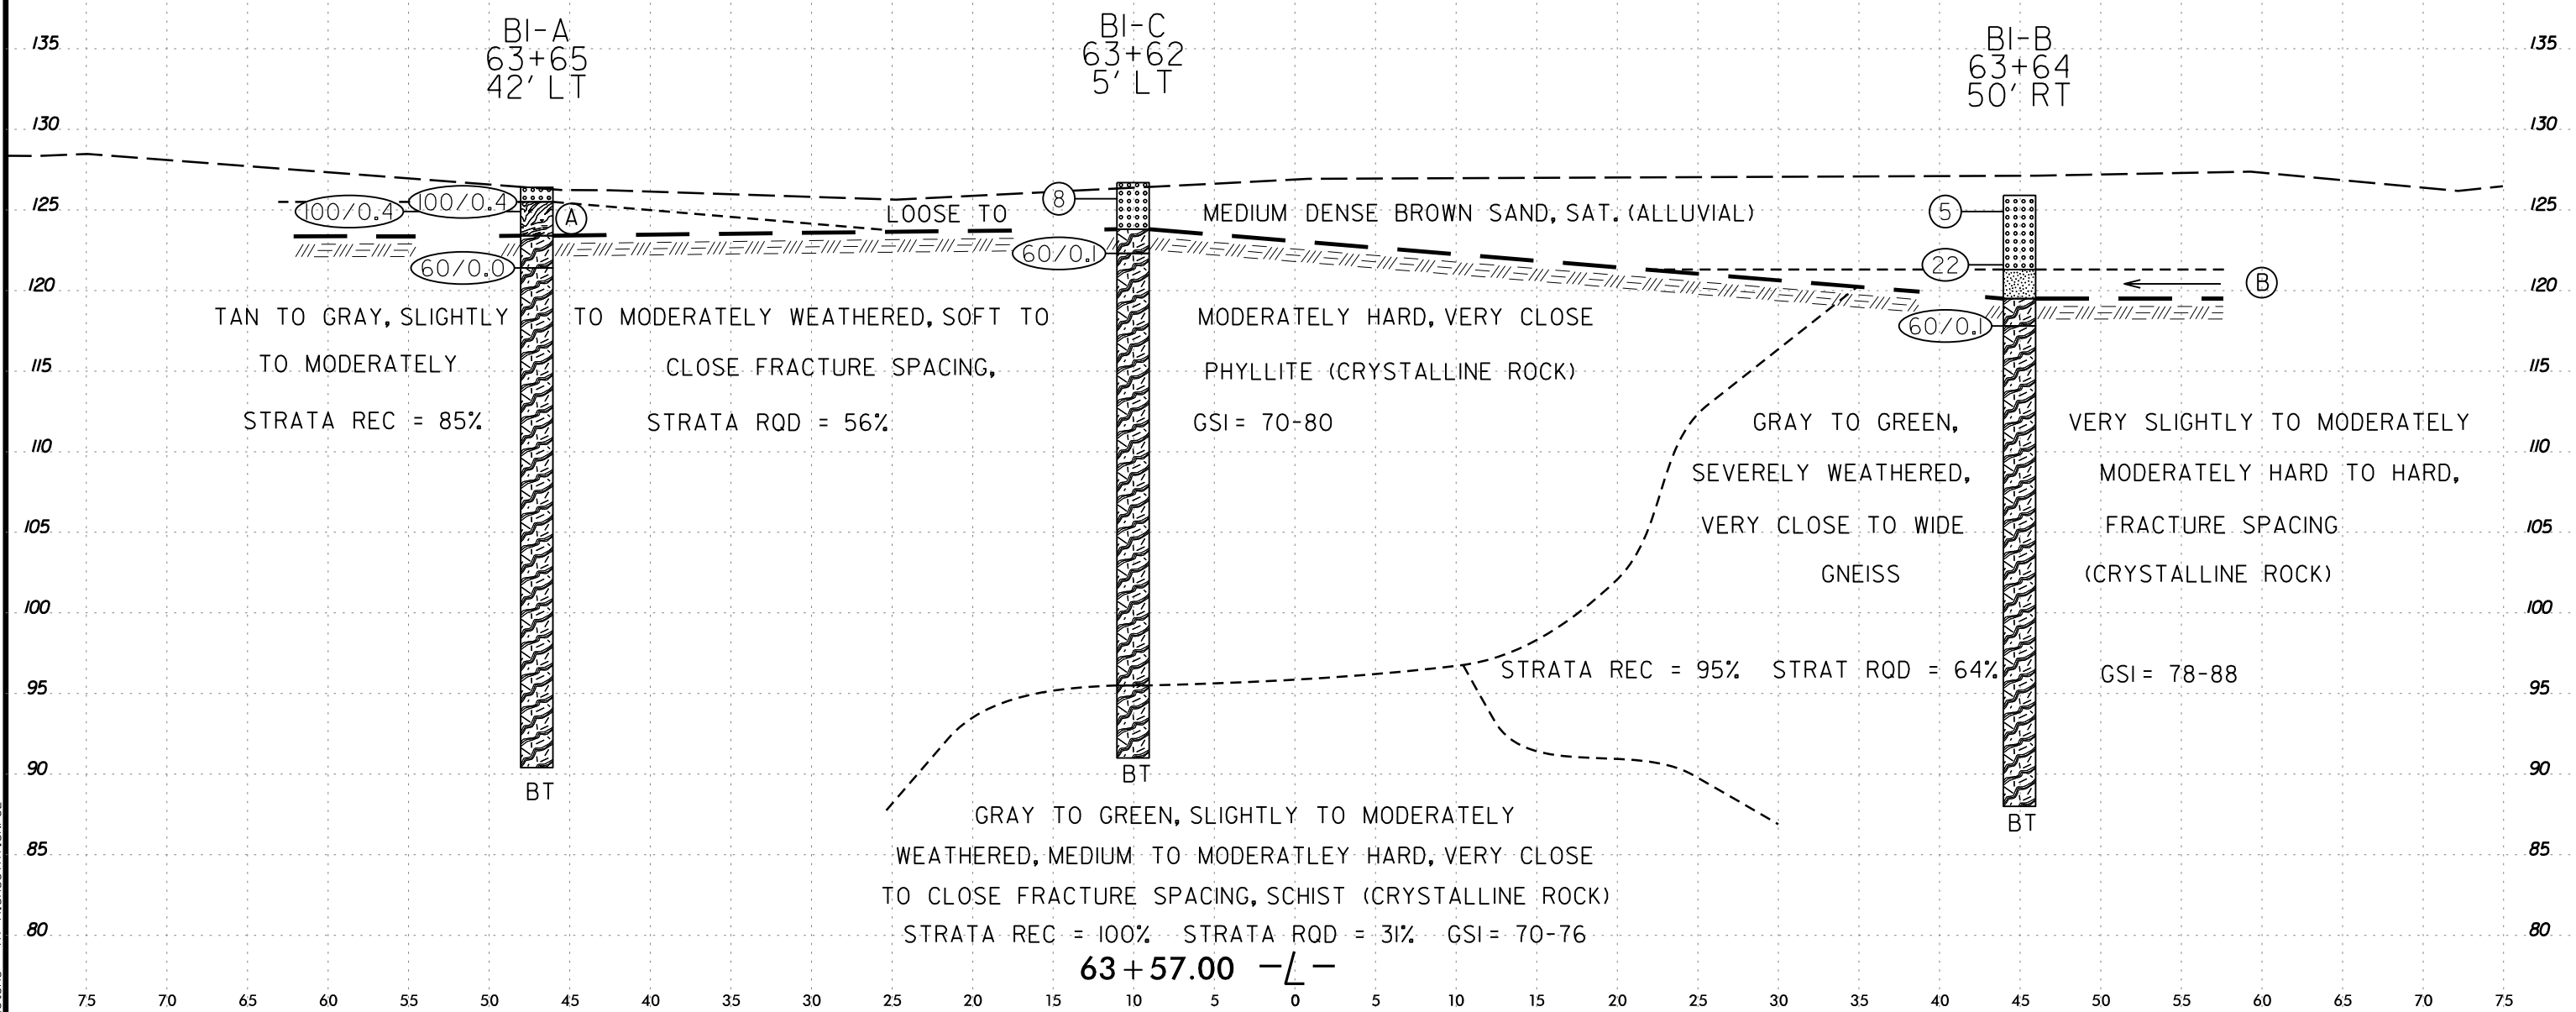 BI-A
63+65
42' LT
BI-C
63+62
5' LT
BI-B
63+64
50' RT
135 135
130 130
125 125
120 120
115 115
110 110
105 105
100 100
95 95
90 90
85 85
80 80
100/0.4 100/0.4 A
60/0.0
8
60/0.1
5
22
60/0.1
B
LOOSE TO MEDIUM DENSE BROWN SAND, SAT. (ALLUVIAL)
TAN TO GRAY, SLIGHTLY TO MODERATELY WEATHERED, SOFT TO MODERATELY HARD, VERY CLOSE
TO MODERATELY CLOSE FRACTURE SPACING, PHYLLITE (CRYSTALLINE ROCK)
STRATA REC = 85% STRATA RQD = 56% GSI = 70-80
GRAY TO GREEN, VERY SLIGHTLY TO MODERATELY
SEVERELY WEATHERED, MODERATELY HARD TO HARD,
VERY CLOSE TO WIDE FRACTURE SPACING
GNEISS (CRYSTALLINE ROCK)
STRATA REC = 95% STRAT RQD = 64% GSI = 78-88
BT
BT
BT
GRAY TO GREEN, SLIGHTLY TO MODERATELY
WEATHERED, MEDIUM TO MODERATLEY HARD, VERY CLOSE
TO CLOSE FRACTURE SPACING, SCHIST (CRYSTALLINE ROCK)
STRATA REC = 100% STRATA RQD = 31% GSI = 70-76
63+57.00 -L-
75 70 65 60 55 50 45 40 35 30 25 20 15 10 5 0 5 10 15 20 25 30 35 40 45 50 55 60 65 70 75